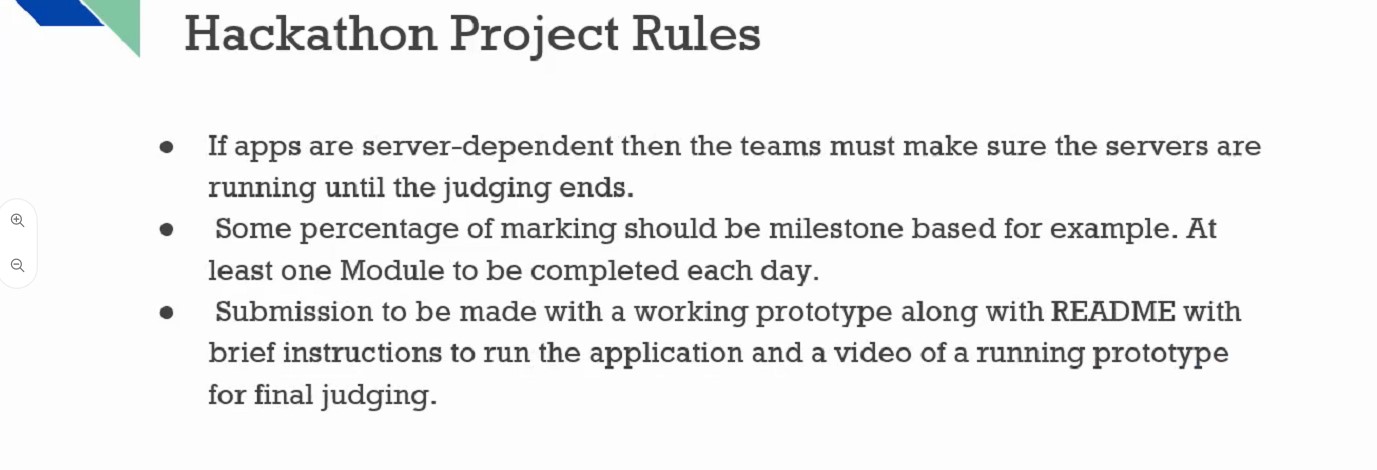 Hackathon Project Rules
● If apps are server-dependent then the teams must make sure the servers are
running until the judging ends.
● Some percentage of marking should be milestone based for example. At
least one Module to be completed each day.
● Submission to be made with a working prototype along with README with
brief instructions to run the application and a video of a running prototype
for final judging.